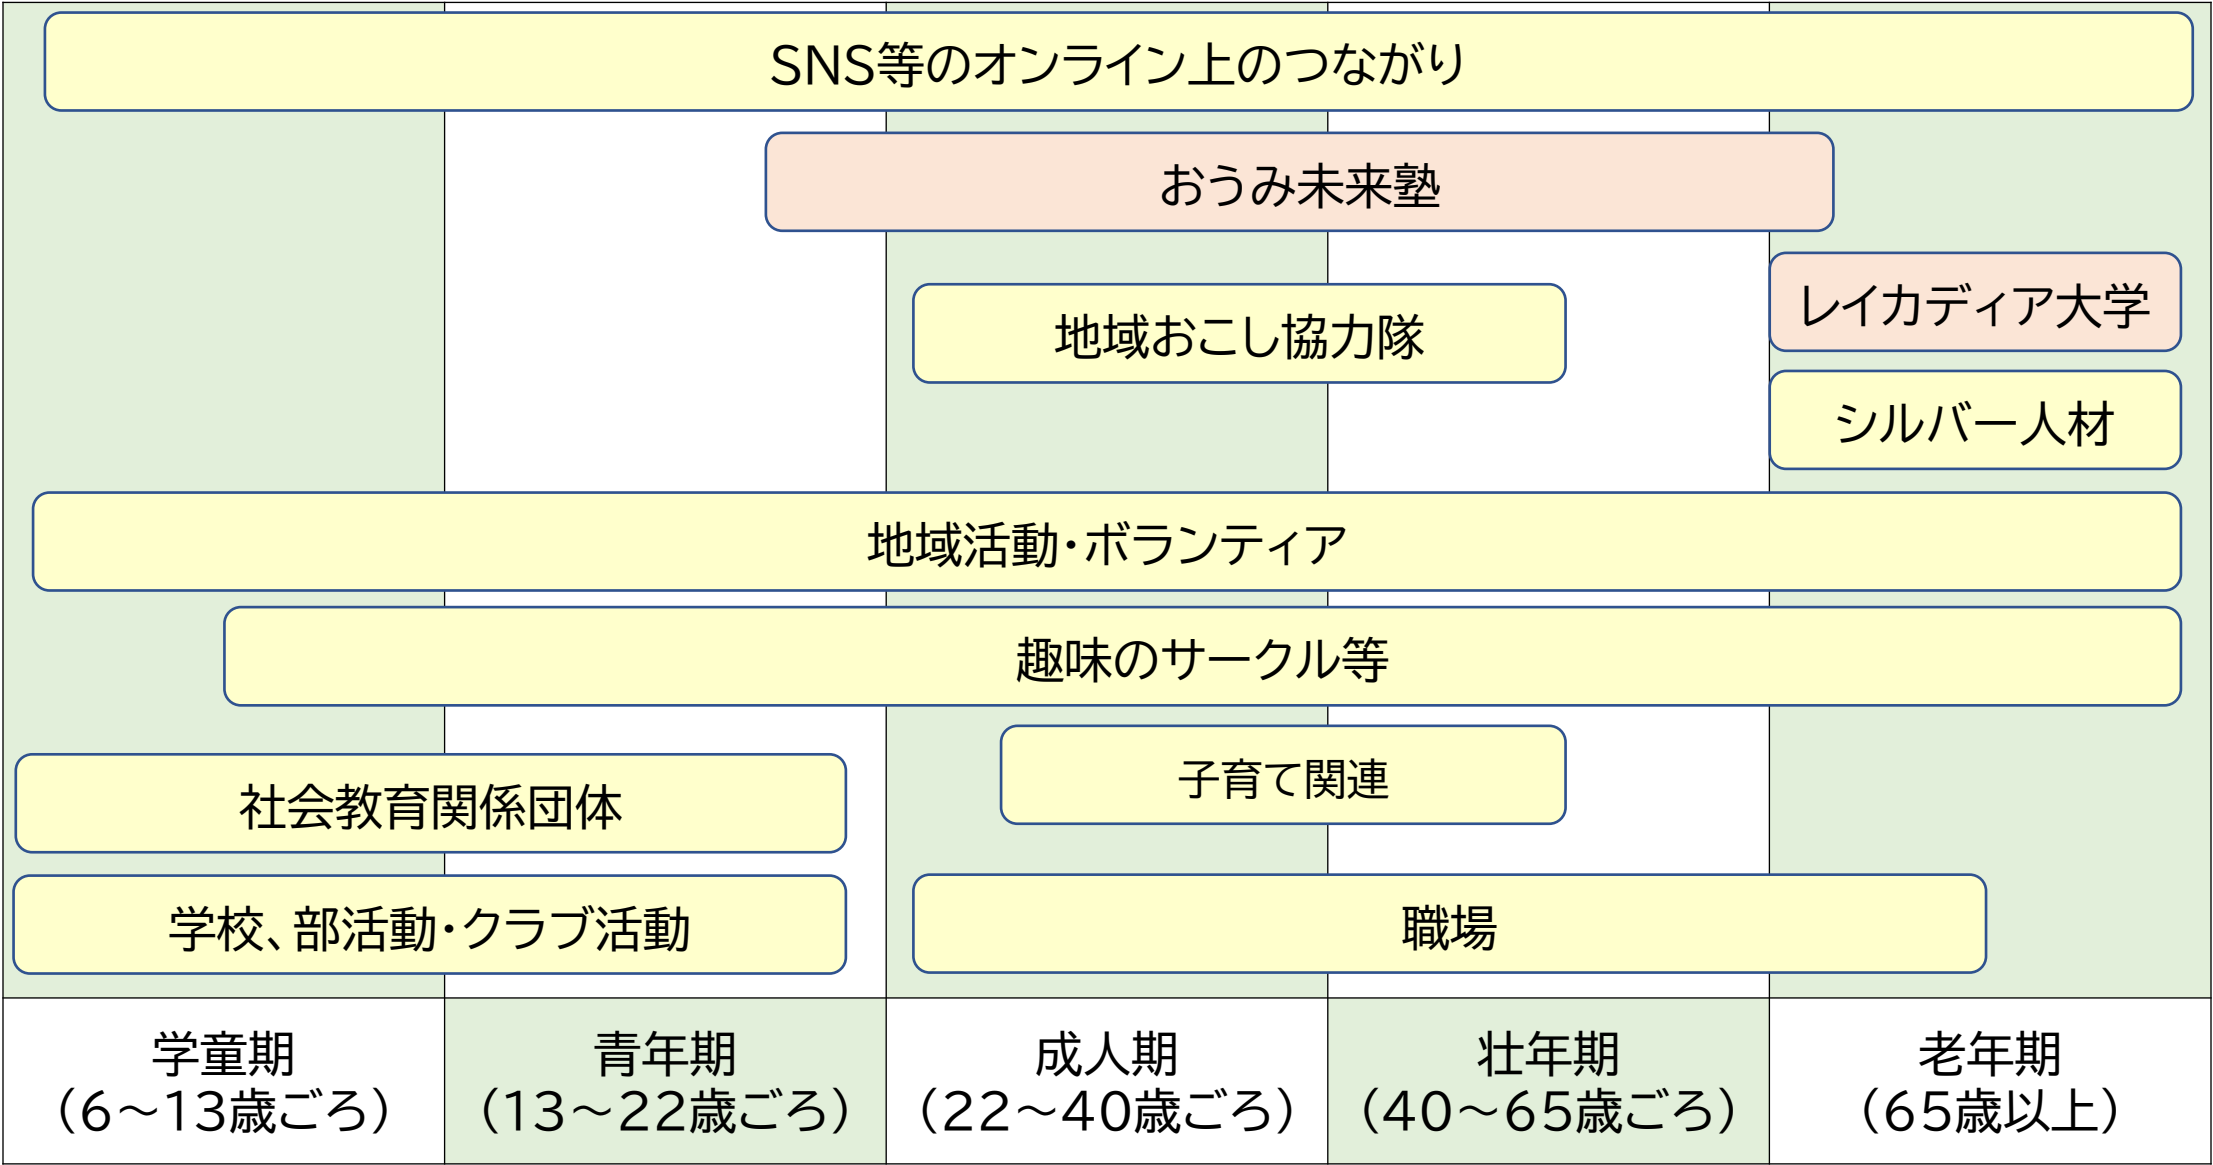 SNS等のオンライン上のつながり
おうみ未来塾
レイカディア大学
地域おこし協力隊
シルバー人材
地域活動・ボランティア
趣味のサークル等
子育て関連
社会教育関係団体
学校、部活動・クラブ活動
職場
学童期
（6～13歳ごろ）
青年期
（13～22歳ごろ）
成人期
（22～40歳ごろ）
壮年期
（40～65歳ごろ）
老年期
（65歳以上）